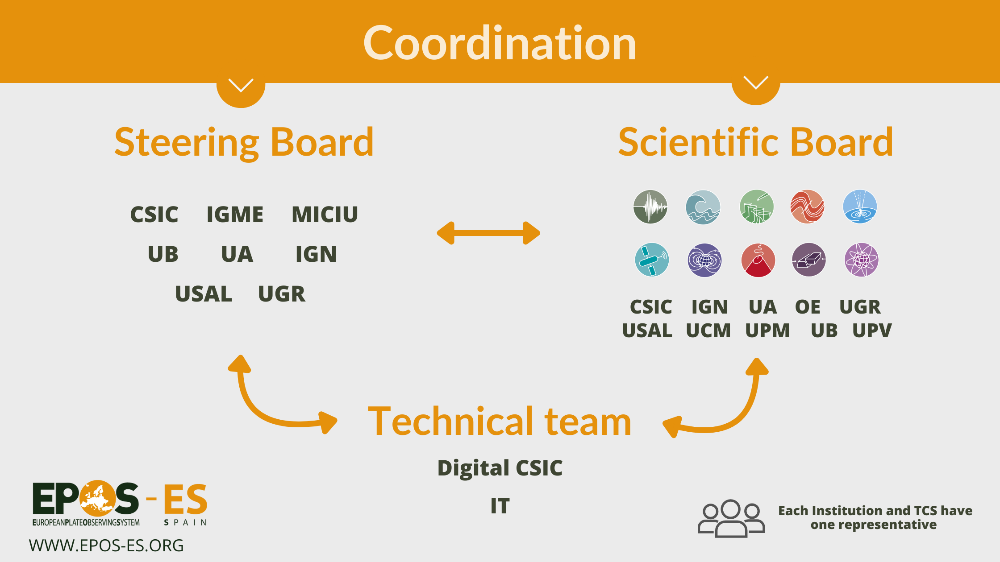 Coordination
Steering Board
CSIC IGME MICIU
UB UA IGN
USAL UGR
Scientific Board
CSIC IGN UA OE UGR
USAL UCM UPM UB UPV
Technical team
Digital CSIC
IT
EPOS - ES
EUROPEANPLATEOBSERVINGSYSTEM SPAIN
WWW.EPOS-ES.ORG
Each Institution and TCS have
one representative